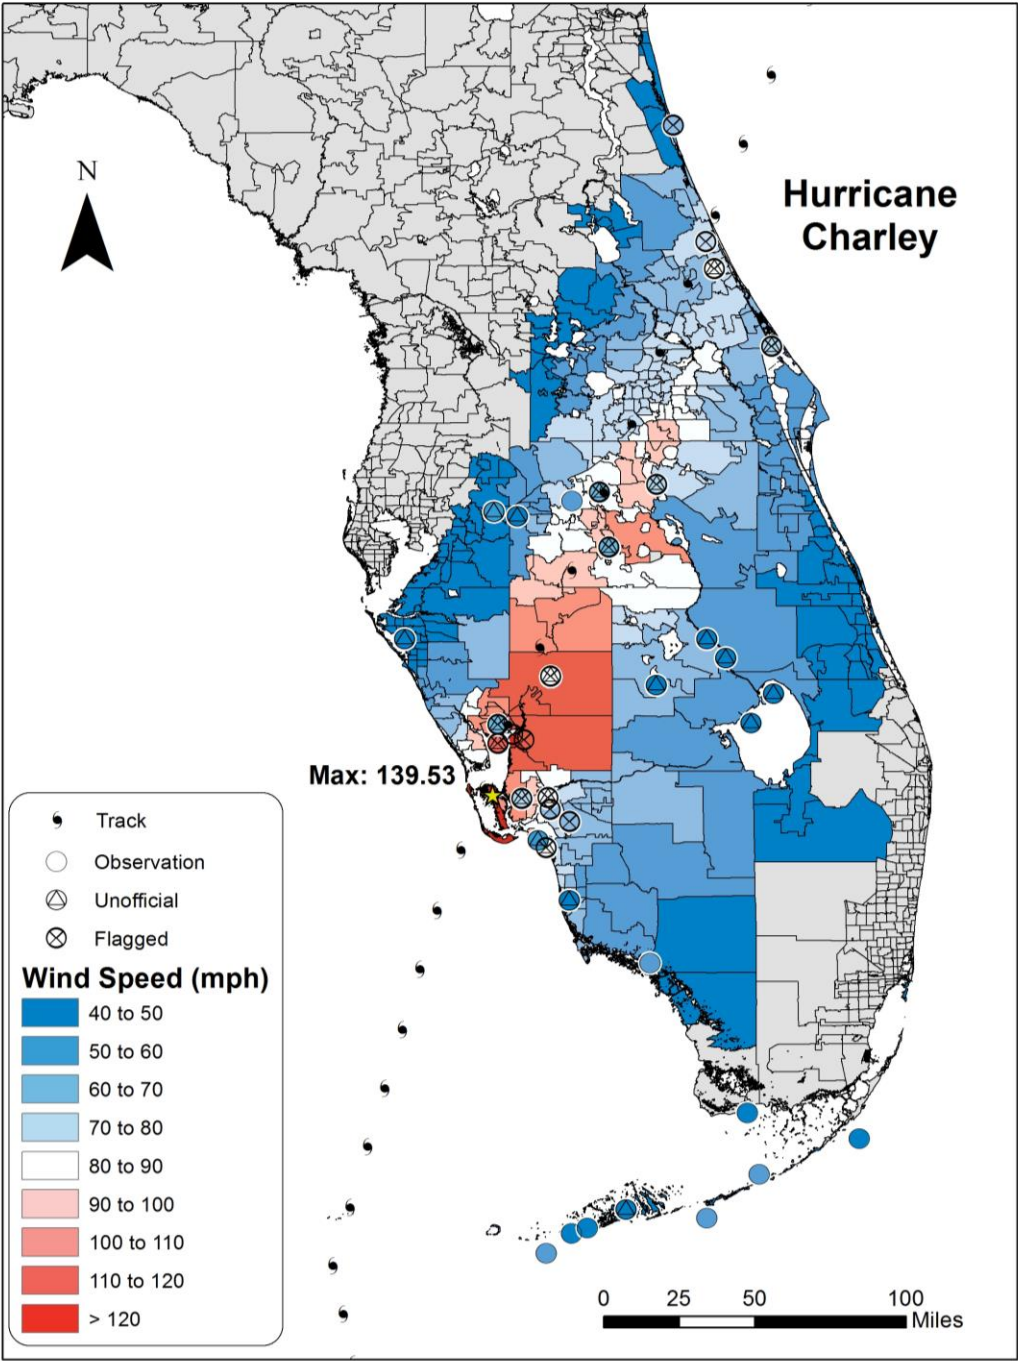 N
Hurricane
Charley
Max: 139.53
Track
Observation
Unofficial
Flagged
Wind Speed (mph)
40 to 50
50 to 60
60 to 70
70 to 80
80 to 90
90 to 100
100 to 110
110 to 120
> 120
0 25 50 100
Miles